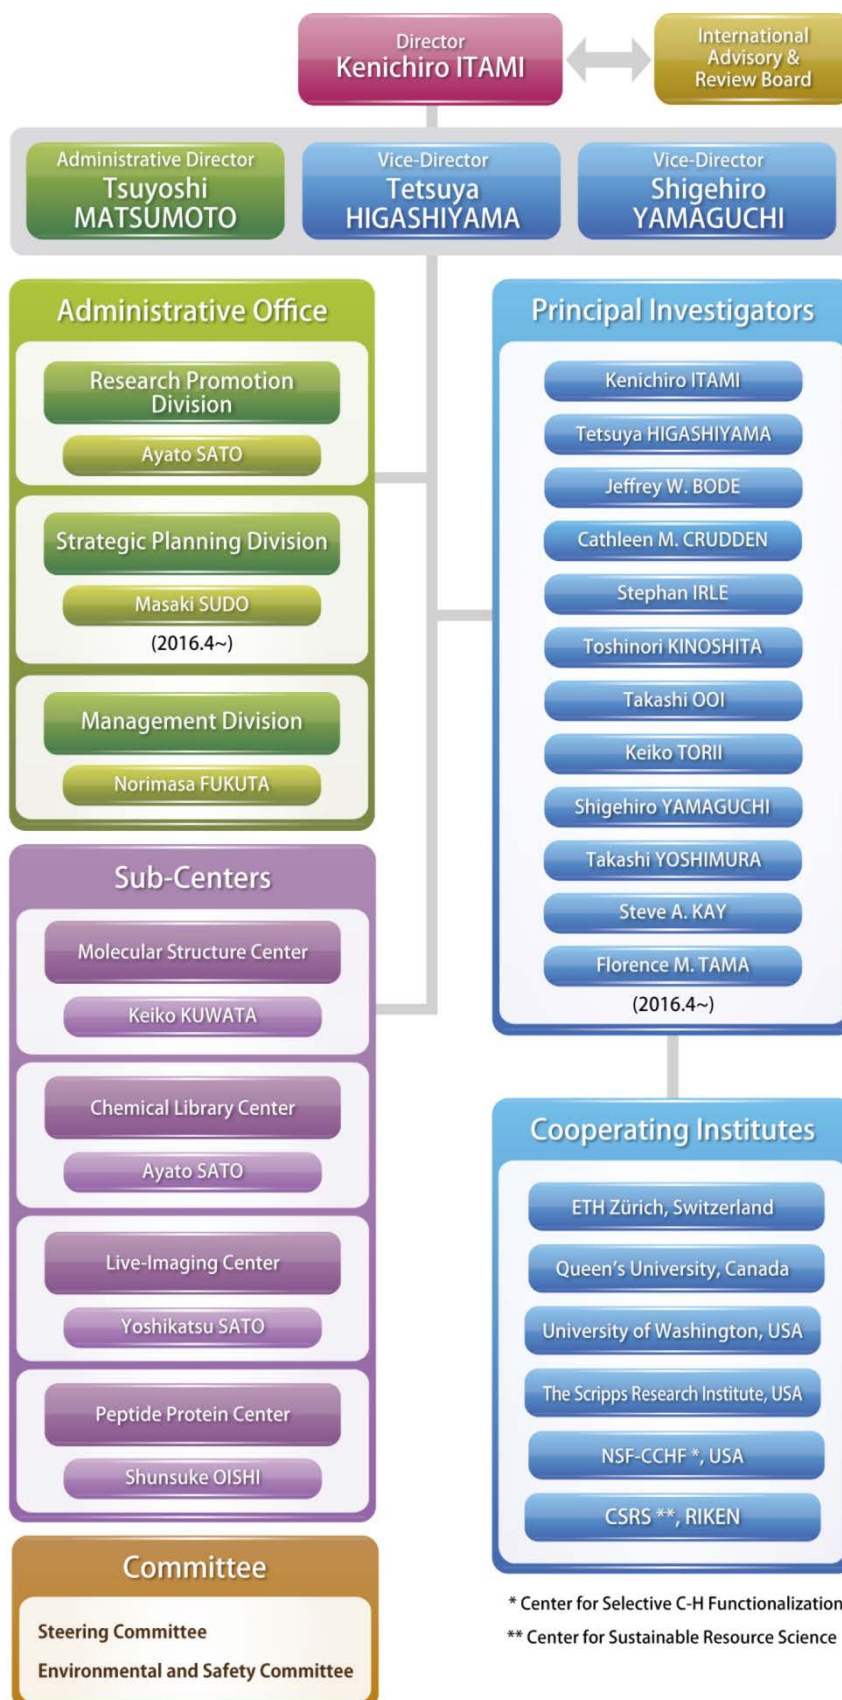 Director
Kenichiro ITAMI
International
Advisory &
Review Board
Administrative Director
Tsuyoshi
MATSUMOTO
Vice-Director
Tetsuya
HIGASHIYAMA
Vice-Director
Shigehiro
YAMAGUCHI
Administrative Office
Research Promotion
Division
Ayato SATO
Strategic Planning Division
Masaki SUDO
(2016.4~)
Management Division
Norimasa FUKUTA
Sub-Centers
Molecular Structure Center
Keiko KUWATA
Chemical Library Center
Ayato SATO
Live-Imaging Center
Yoshikatsu SATO
Peptide Protein Center
Shunsuke OISHI
Committee
Steering Committee
Environmental and Safety Committee
Principal Investigators
Kenichiro ITAMI
Tetsuya HIGASHIYAMA
Jeffrey W. BODE
Cathleen M. CRUDDEN
Stephan IRLE
Toshinori KINOSHITA
Takashi OOI
Keiko TORII
Shigehiro YAMAGUCHI
Takashi YOSHIMURA
Steve A. KAY
Florence M. TAMA
(2016.4~)
Cooperating Institutes
ETH Zürich, Switzerland
Queen's University, Canada
University of Washington, USA
The Scripps Research Institute, USA
NSF-CCHF *, USA
CSRS **, RIKEN
* Center for Selective C-H Functionalization
** Center for Sustainable Resource Science